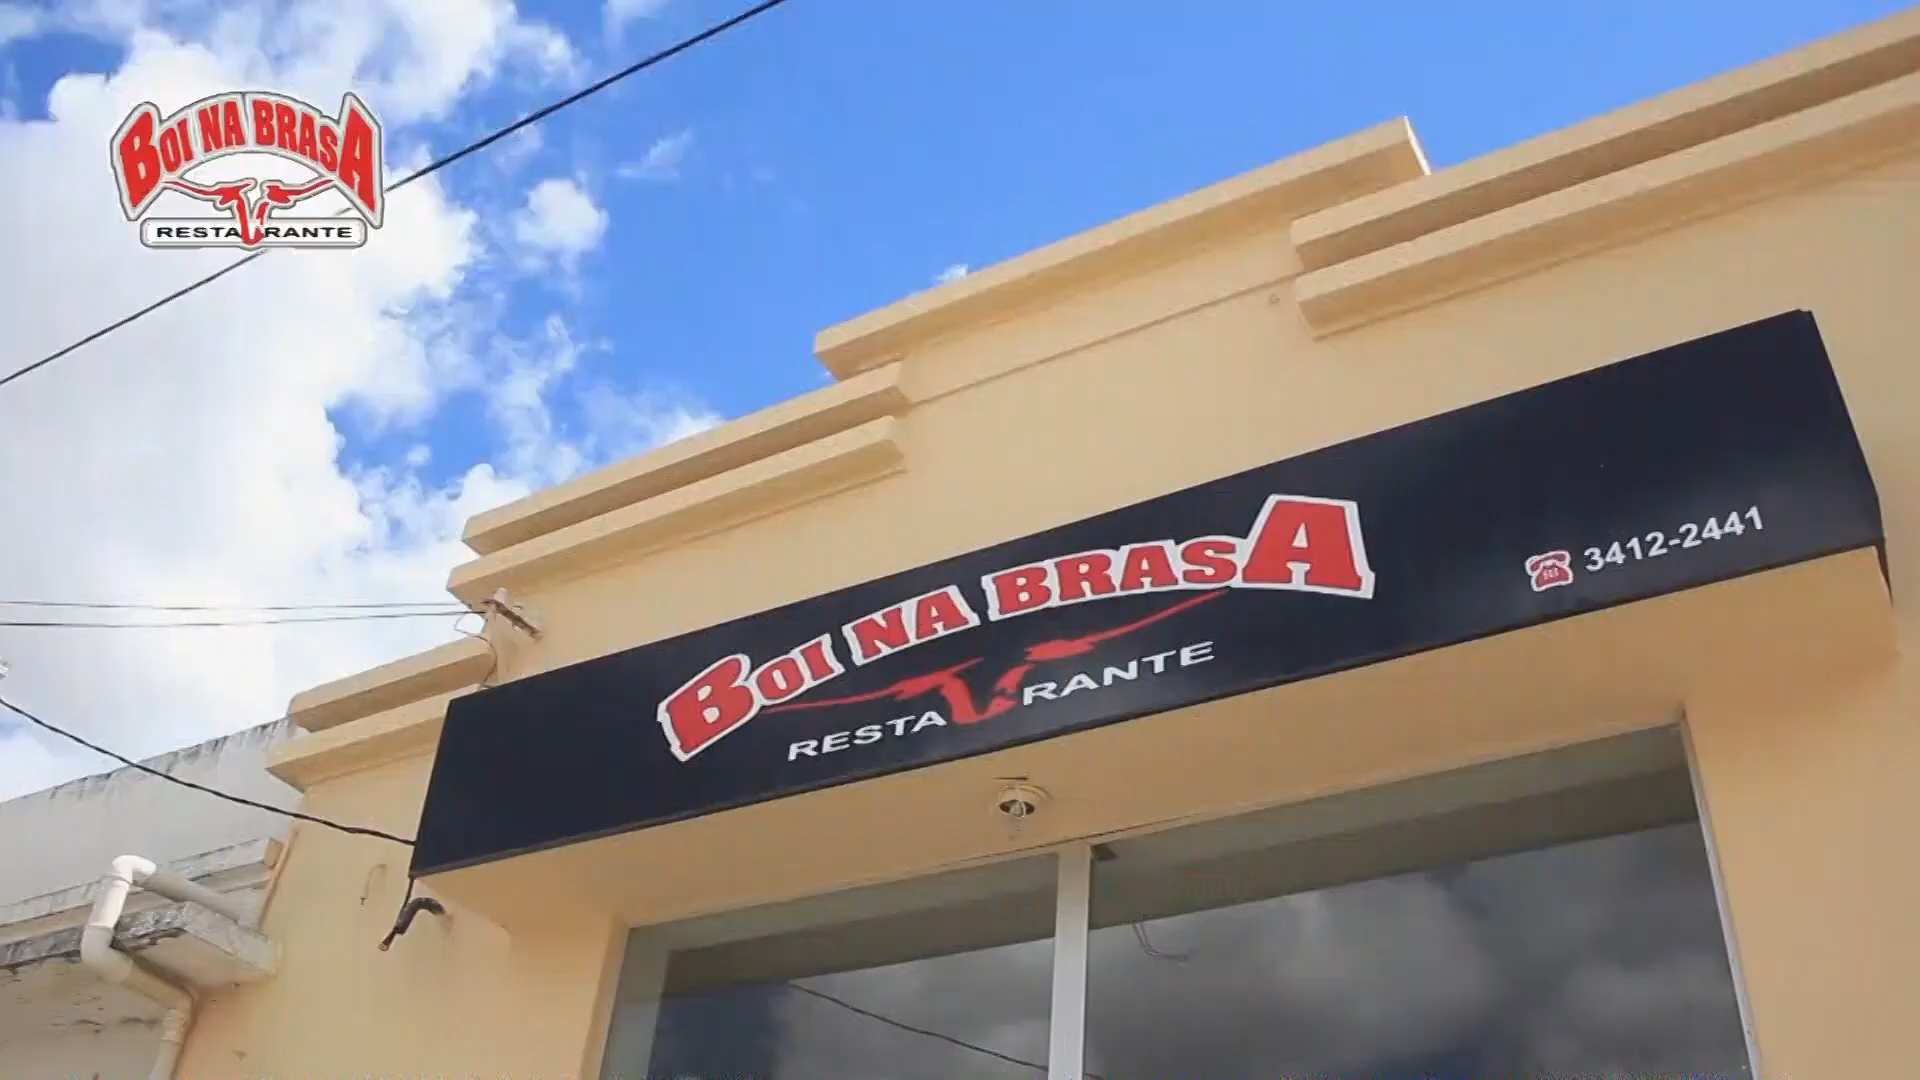 BOI NA BRASA
RESTAURANTE
BOI NA BRASA
RESTAURANTE
3412-2441